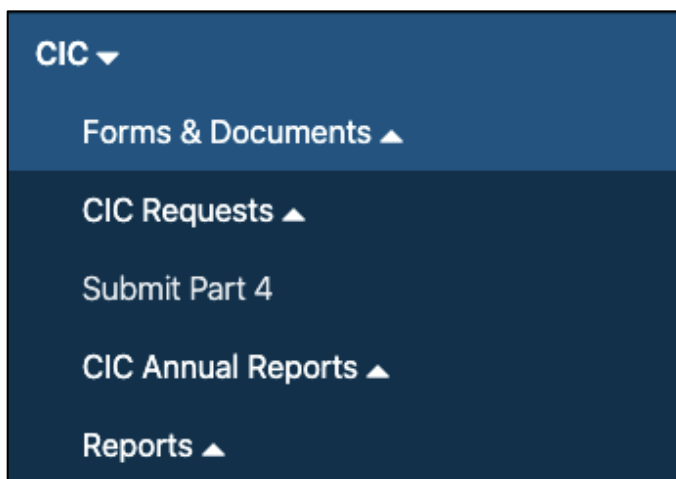 CIC
Forms & Documents
CIC Requests
Submit Part 4
CIC Annual Reports
Reports